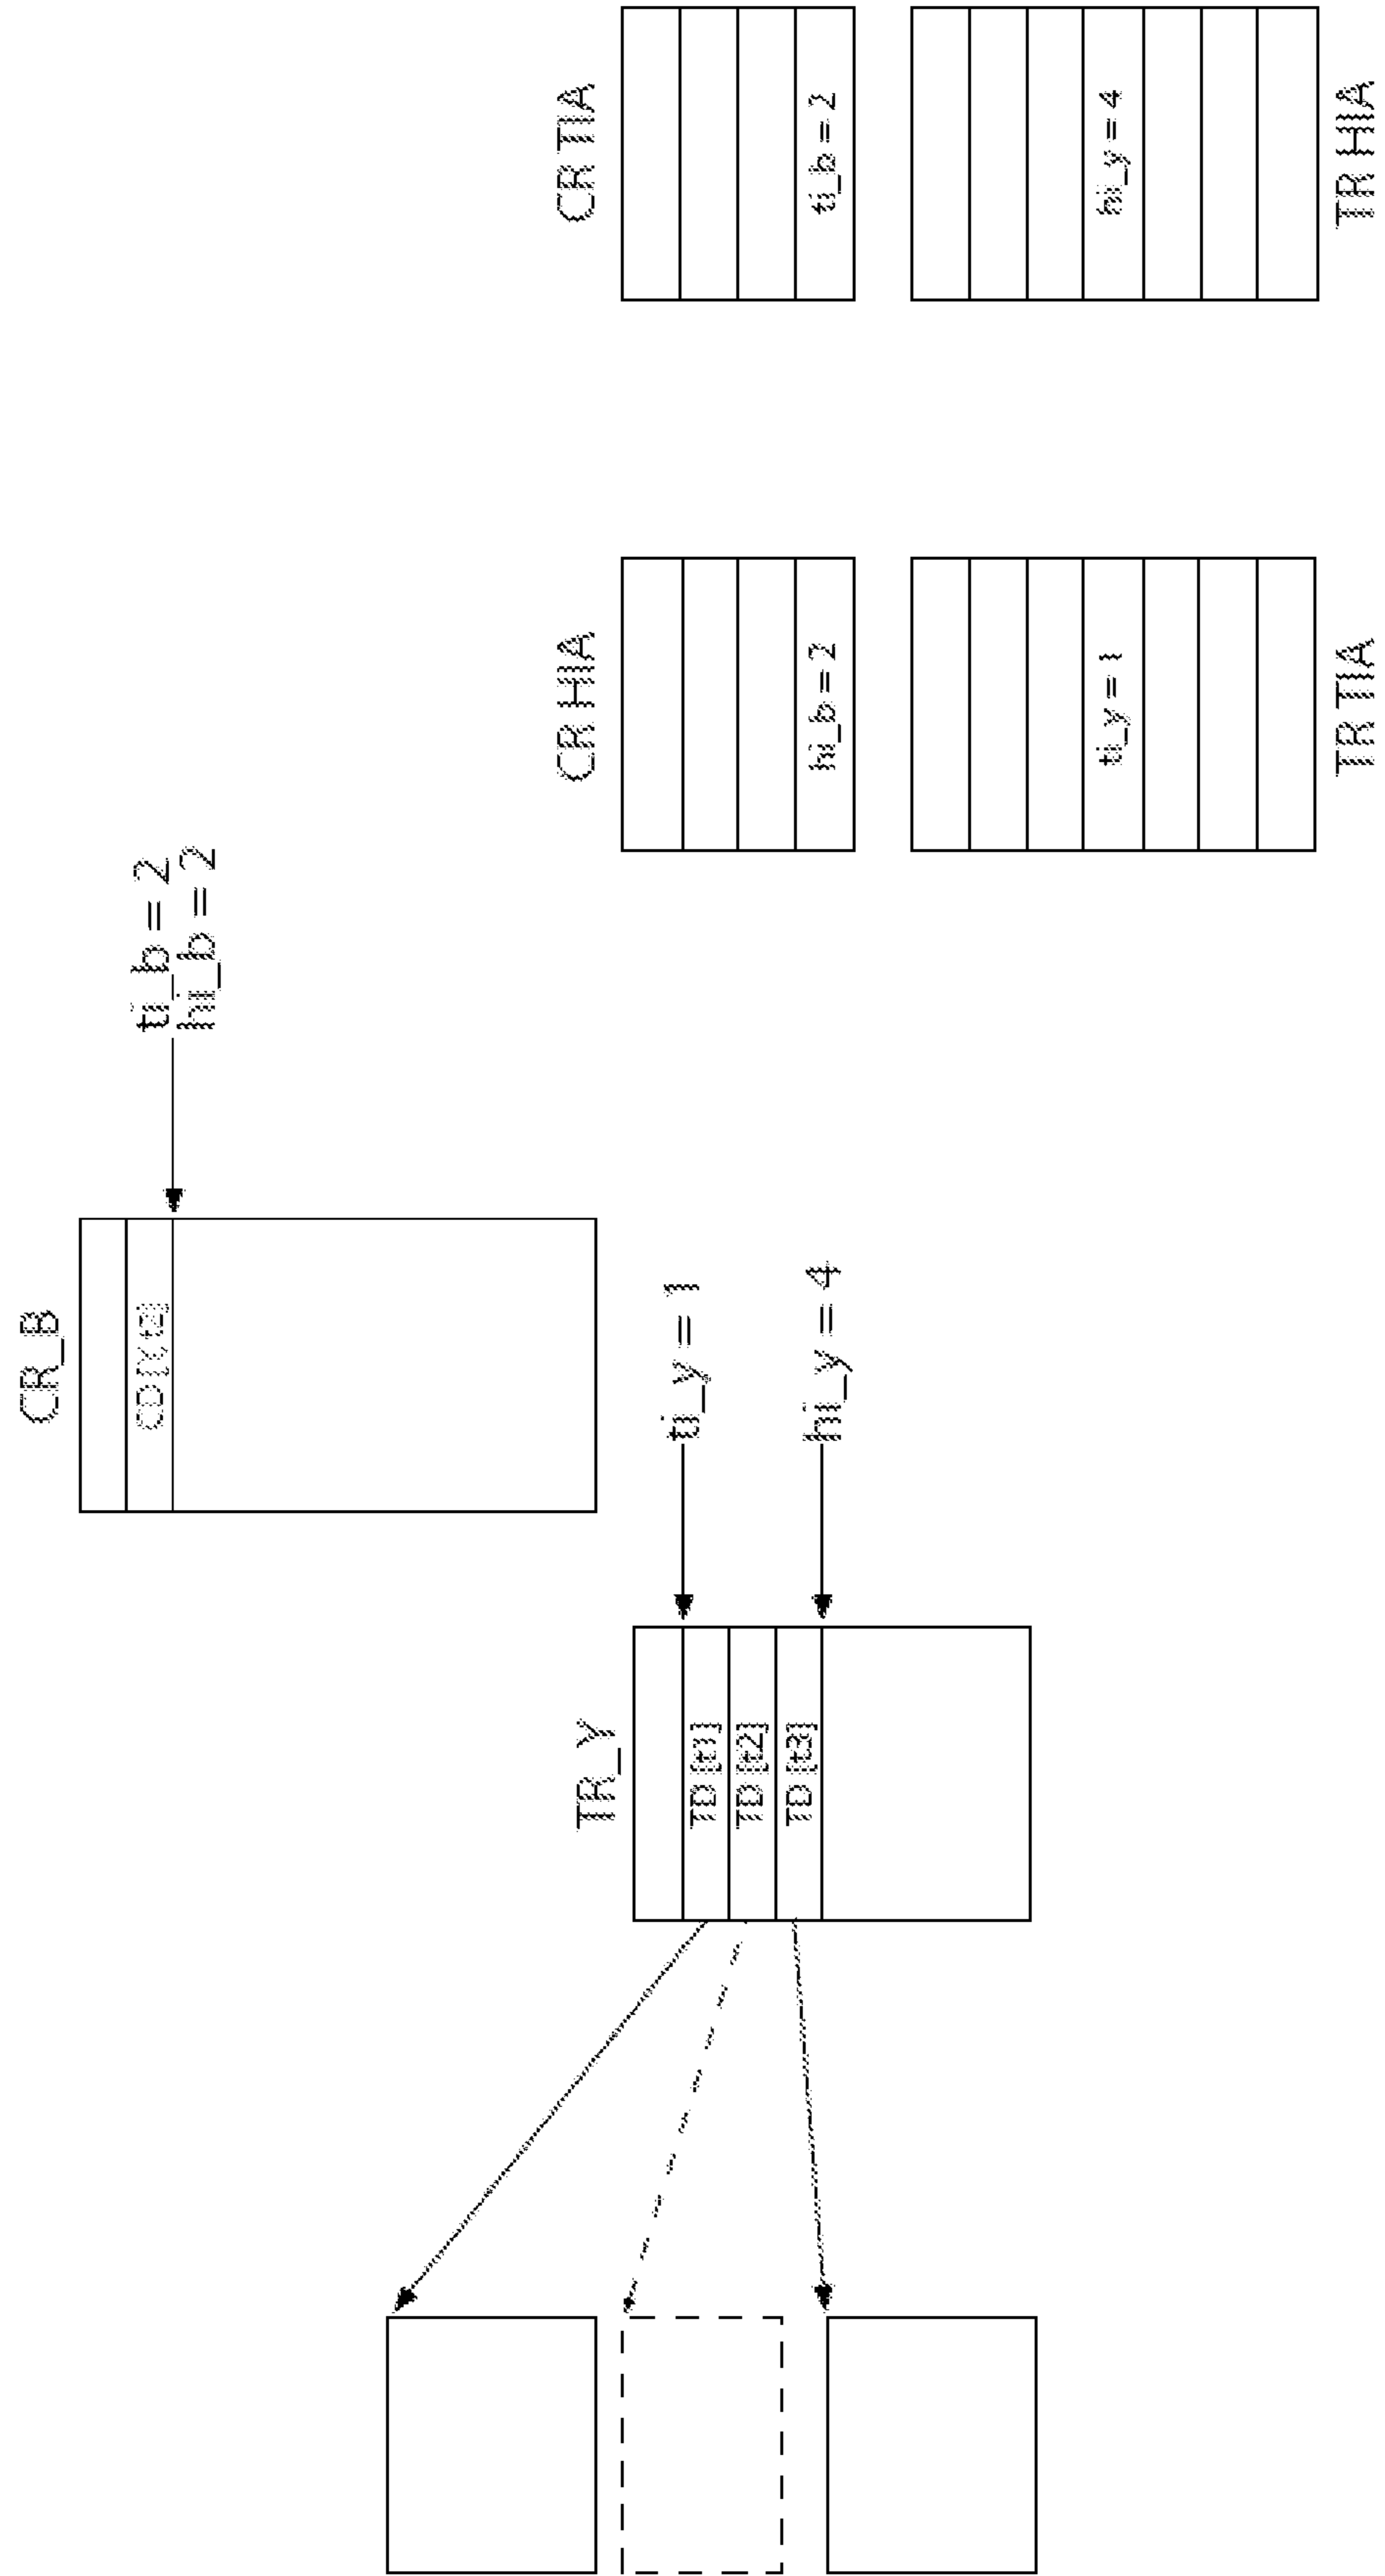 CR_B
CD [Y, t2]
ti_b = 2
hi_b = 2
TR_Y
TD [t1]
TD [t2]
TD [t3]
ti_y = 1
hi_y = 4
CR HIA
hi_b = 2
ti_y = 1
TR TIA
CR TIA
ti_b = 2
hi_y = 4
TR HIA